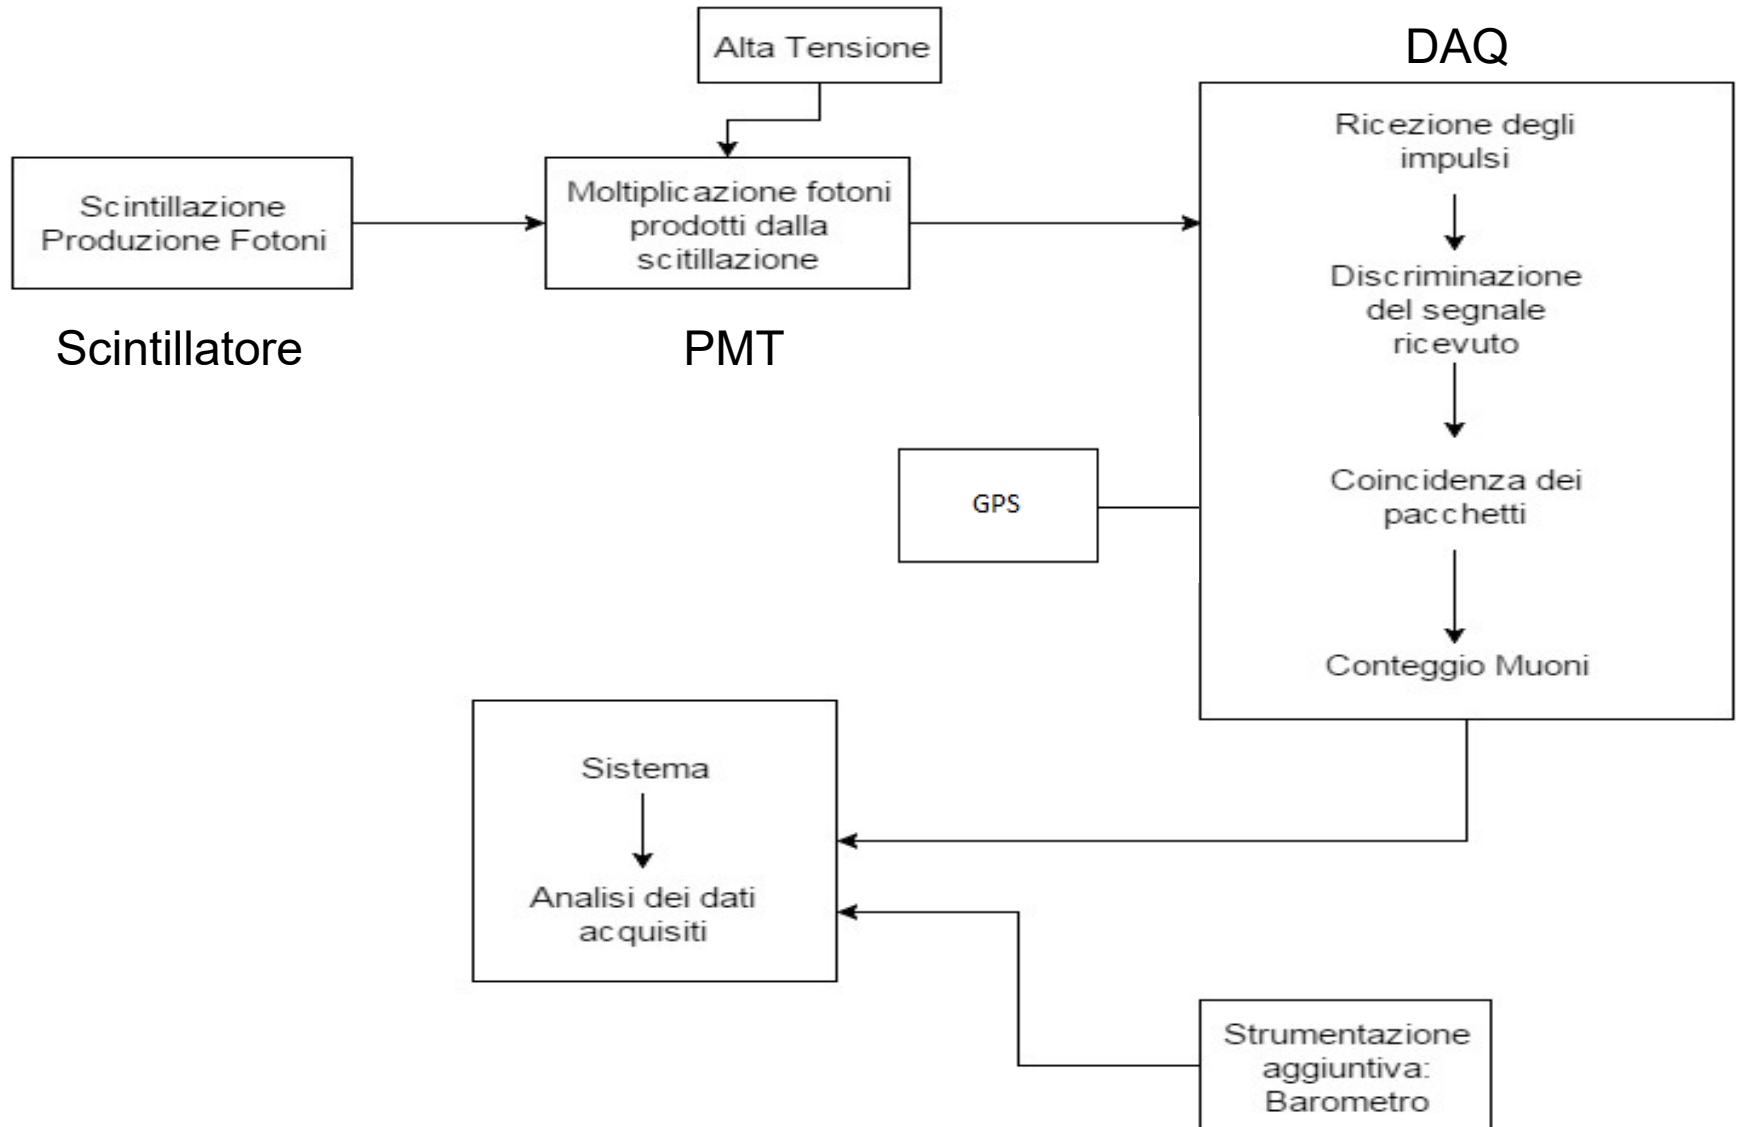 Alta Tensione
DAQ
Scintillazione
Produzione Fotoni
Scintillatore
Moltiplicazione fotoni
prodotti dalla
scitillazione
PMT
Ricezione degli
impulsi
Discriminazione
del segnale
ricevuto
Coincidenza dei
pacchetti
Conteggio Muoni
GPS
Sistema
Analisi dei dati
acquisiti
Strumentazione
aggiuntiva:
Barometro